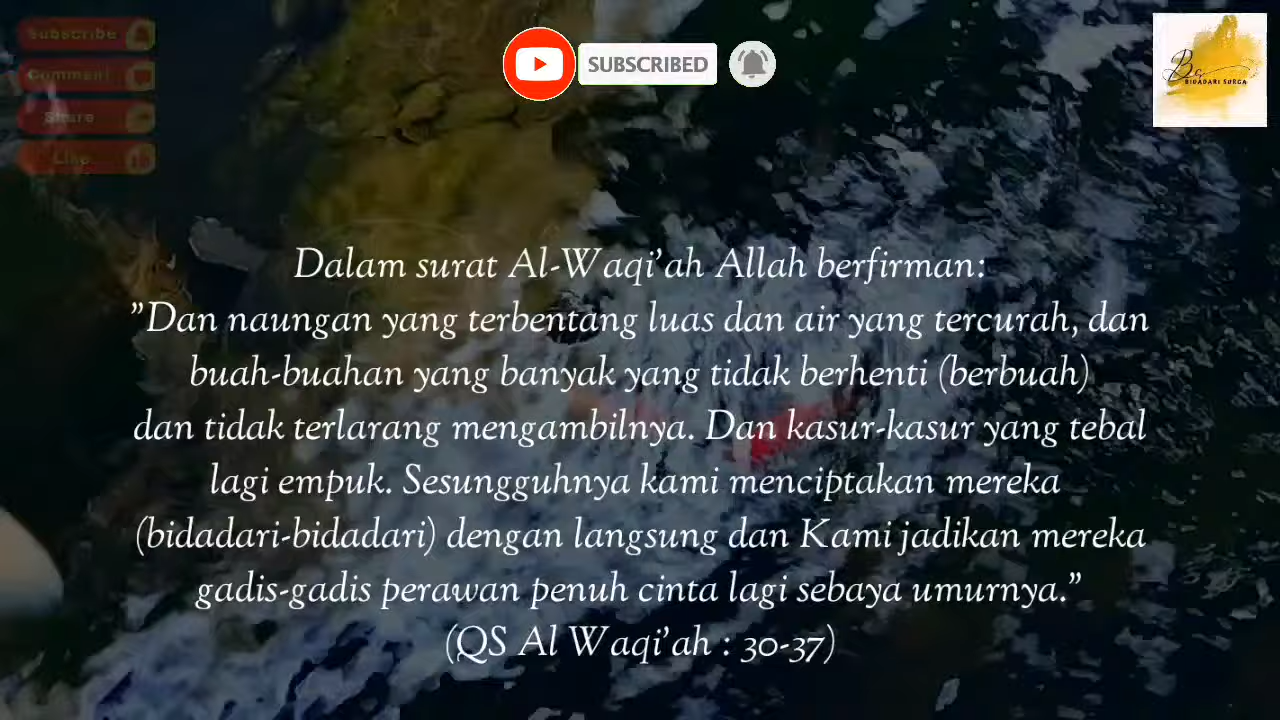 Subscribe
Comment
Share
Like
SUBSCRIBED
Bs
BIDADARI SURGA
Dalam surat Al-Waqi’ah Allah berfirman:
”Dan naungan yang terbentang luas dan air yang tercurah, dan
buah-buahan yang banyak yang tidak berhenti (berbuah)
dan tidak terlarang mengambilnya. Dan kasur-kasur yang tebal
lagi empuk. Sesungguhnya kami menciptakan mereka
(bidadari-bidadari) dengan langsung dan Kami jadikan mereka
gadis-gadis perawan penuh cinta lagi sebaya umurnya.”
(QS Al Waqi’ah : 30-37)